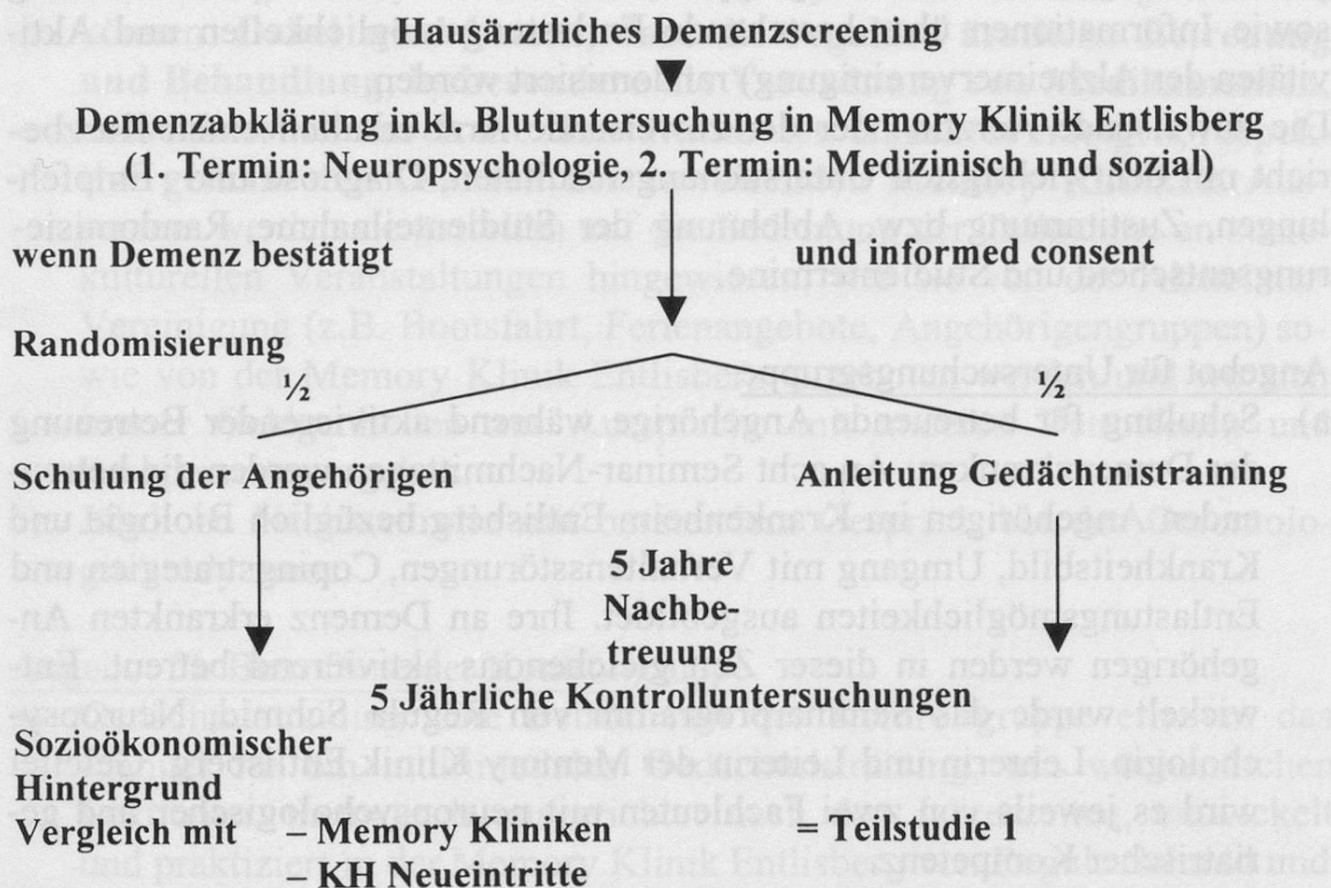 Hausärztliches Demenzscreening
Demenzabklärung inkl. Blutuntersuchung in Memory Klinik Entlisberg
(1. Termin: Neuropsychologie, 2. Termin: Medizinisch und sozial)
wenn Demenz bestätigt und informed consent
Randomisierung
½ ½
Schulung der Angehörigen Anleitung Gedächtnistraining
5 Jahre
Nachbe-
treuung
5 Jährliche Kontrolluntersuchungen
Sozioökonomischer
Hintergrund
Vergleich mit – Memory Kliniken = Teilstudie 1
– KH Neueintritte